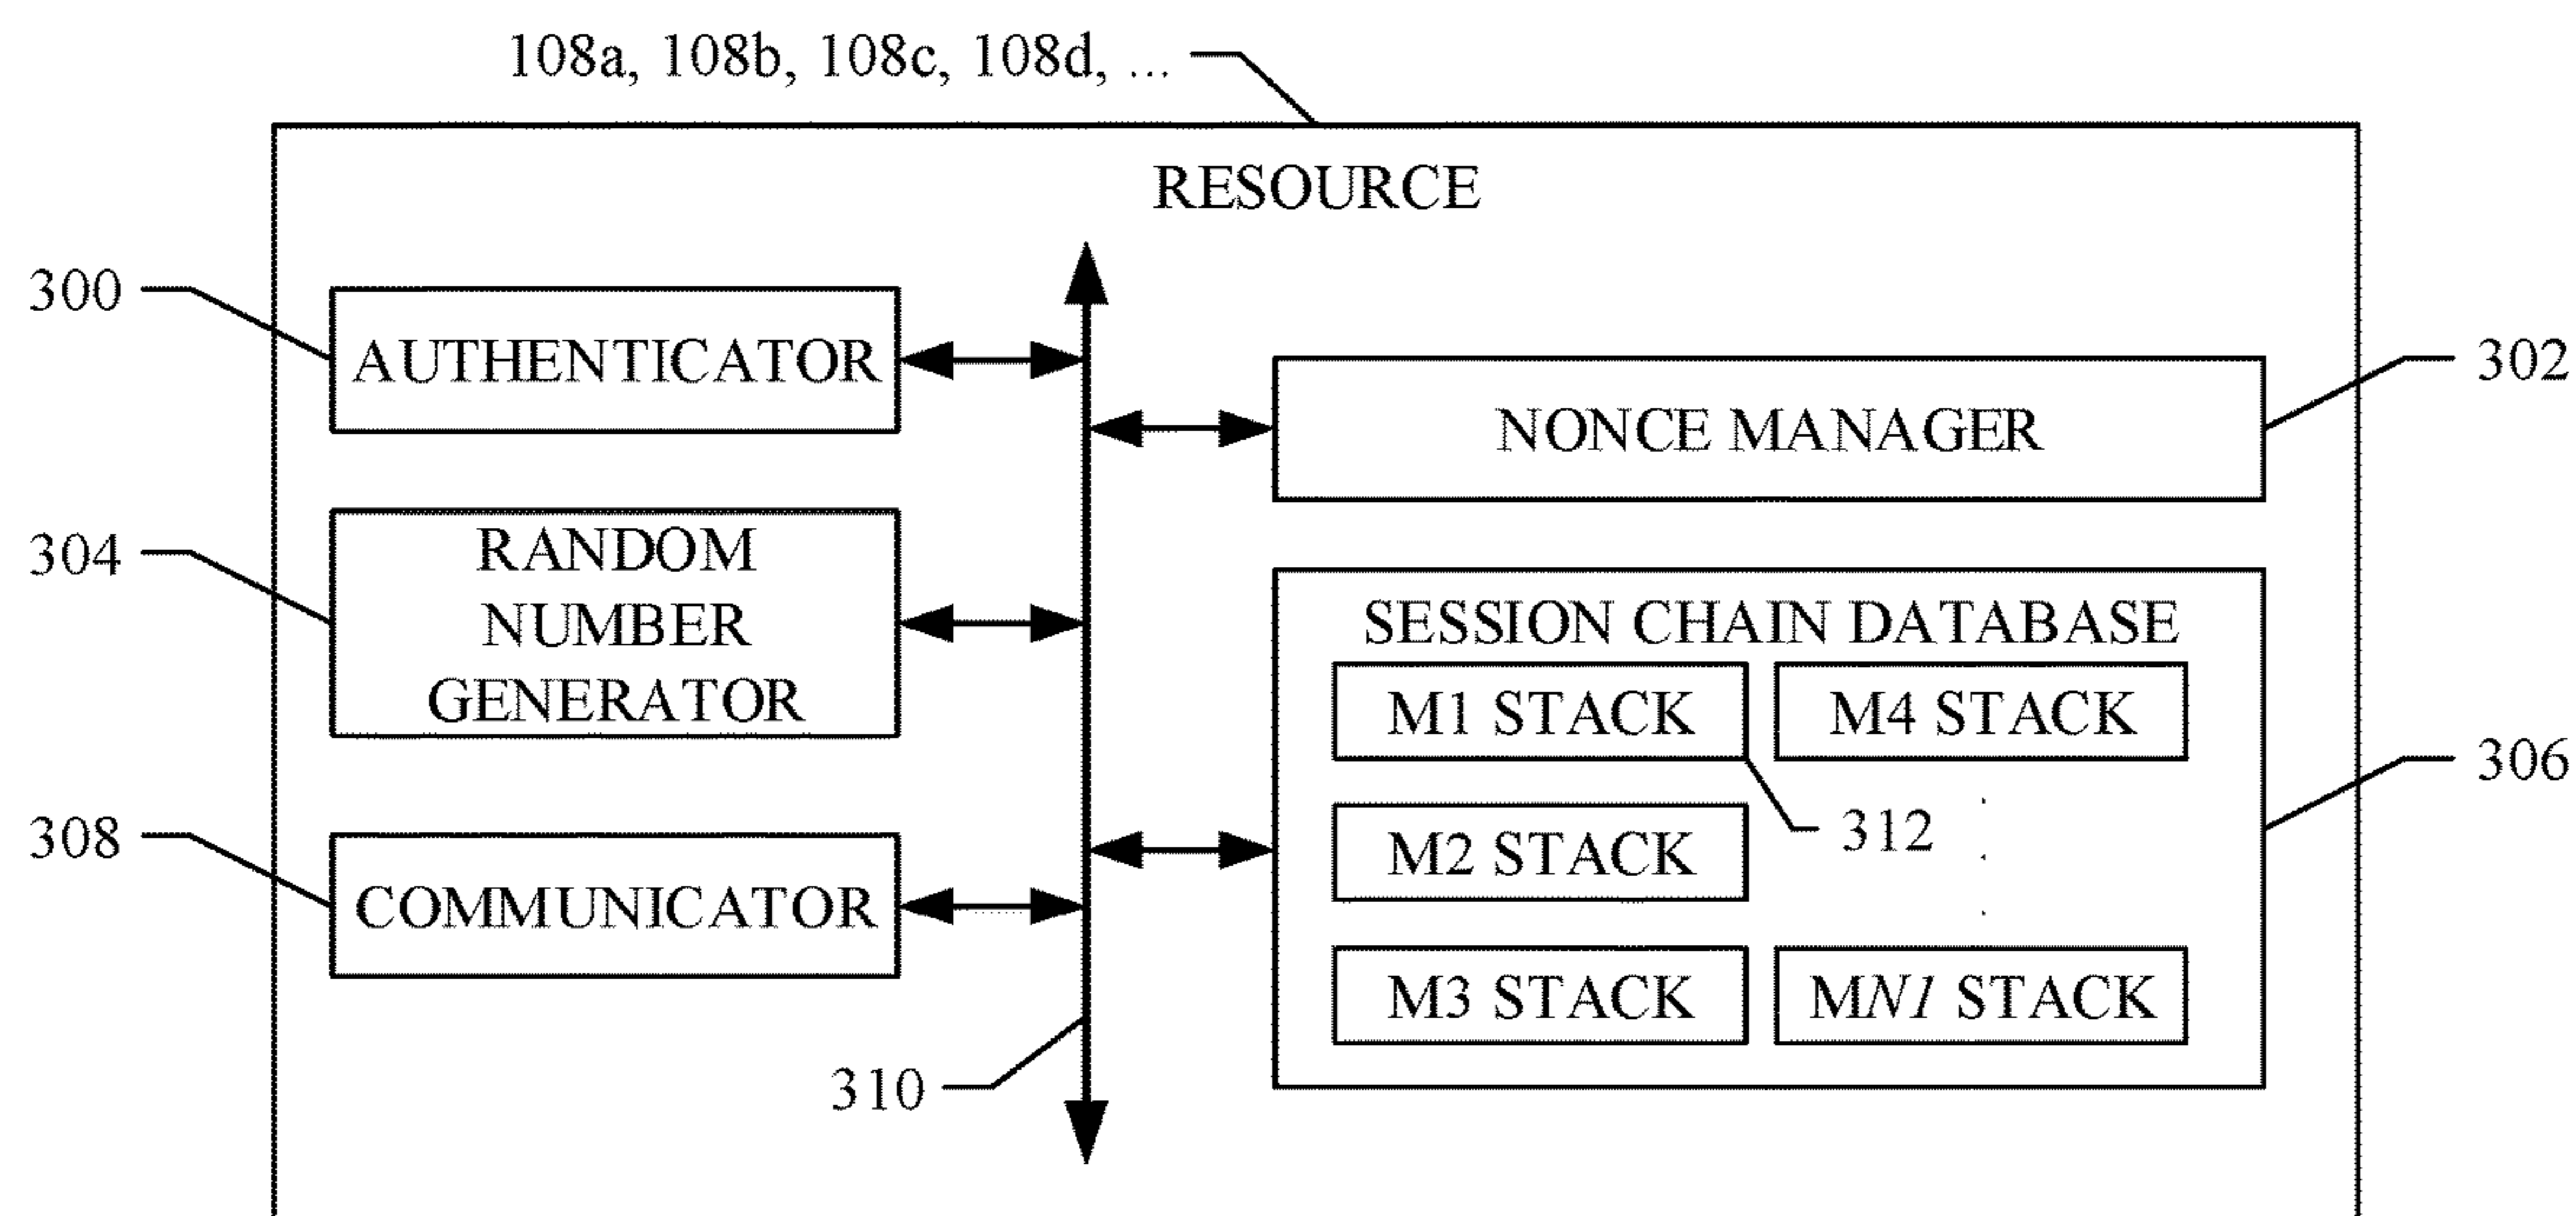 108a, 108b, 108c, 108d, ...
RESOURCE
300
AUTHENTICATOR
302
NONCE MANAGER
304
RANDOM
NUMBER
GENERATOR
SESSION CHAIN DATABASE
M1 STACK
M4 STACK
306
312
308
COMMUNICATOR
M2 STACK
M3 STACK
MN1 STACK
310